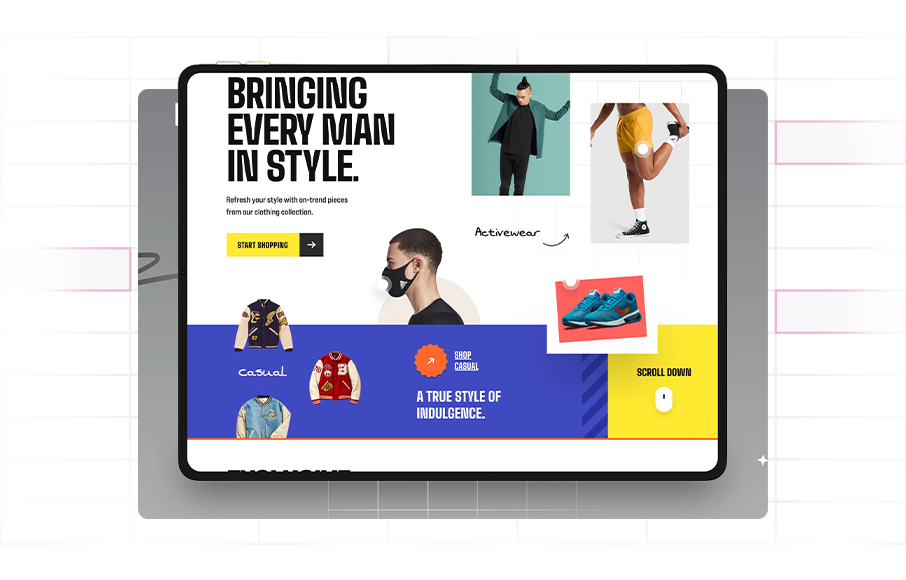 BRINGING
EVERY MAN
IN STYLE.
Refresh your style with on-trend pieces
from our clothing collection.
START SHOPPING
Activewear
casual
SHOP
CASUAL
A TRUE STYLE OF
INDULGENCE.
SCROLL DOWN